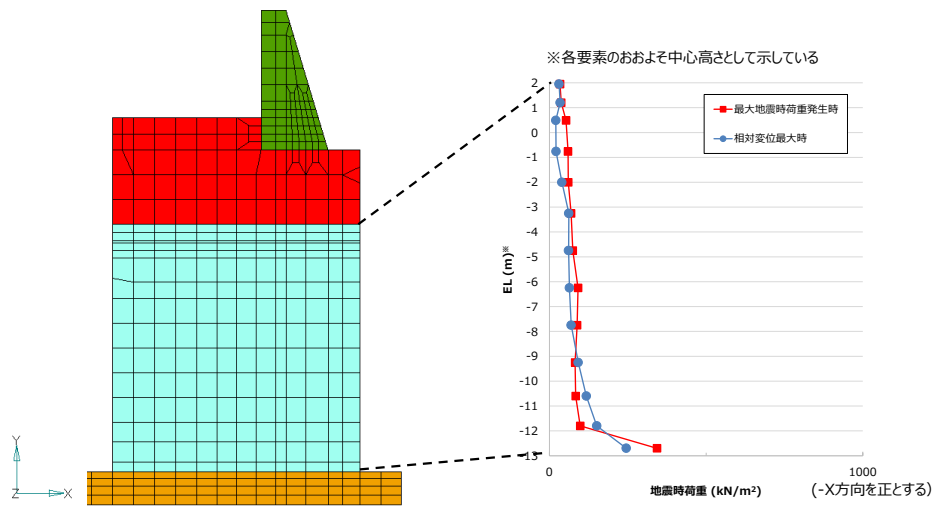 ※各要素のおおよそ中心高さとして示している
最大地震時荷重発生時
相対変位最大時
2
1
0
-1
-2
-3
-4
-5
-6
-7
-8
-9
-10
-11
-12
-13
EL (m)※
0
1000
地震時荷重 (kN/m²)
(-X方向を正とする)
Y
Z
X